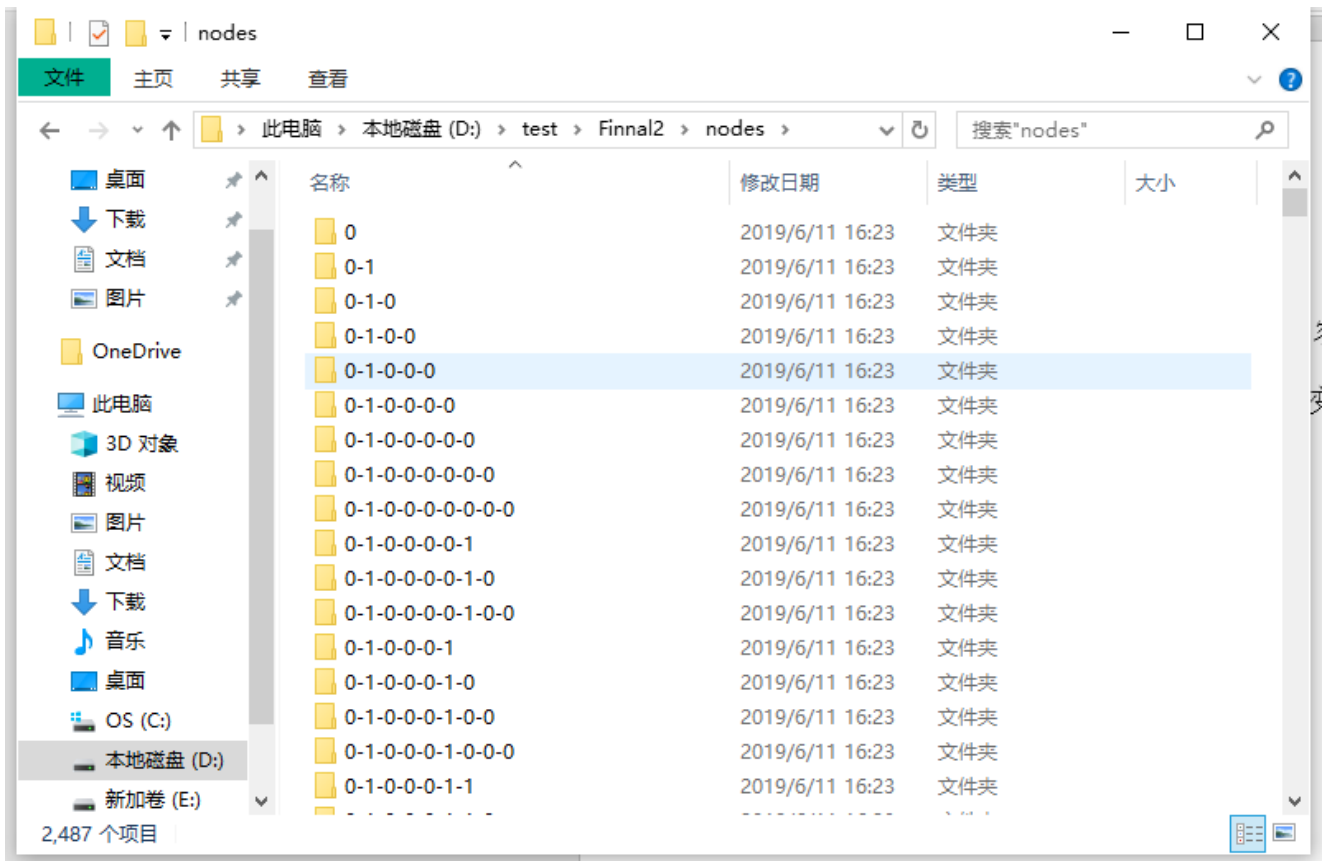 nodes
文件 主页 共享 查看
此电脑 本地磁盘 (D:) test Finnal2 nodes 搜索"nodes"
桌面
下载
文档
图片
OneDrive
此电脑
3D 对象
视频
图片
文档
下载
音乐
桌面
OS (C:)
本地磁盘 (D:)
新加卷 (E:)
名称 修改日期 类型 大小
0 2019/6/11 16:23 文件夹
0-1 2019/6/11 16:23 文件夹
0-1-0 2019/6/11 16:23 文件夹
0-1-0-0 2019/6/11 16:23 文件夹
0-1-0-0-0 2019/6/11 16:23 文件夹
0-1-0-0-0-0 2019/6/11 16:23 文件夹
0-1-0-0-0-0-0 2019/6/11 16:23 文件夹
0-1-0-0-0-0-0-0 2019/6/11 16:23 文件夹
0-1-0-0-0-0-0-0-0 2019/6/11 16:23 文件夹
0-1-0-0-0-0-1 2019/6/11 16:23 文件夹
0-1-0-0-0-0-1-0 2019/6/11 16:23 文件夹
0-1-0-0-0-0-1-0-0 2019/6/11 16:23 文件夹
0-1-0-0-0-1 2019/6/11 16:23 文件夹
0-1-0-0-0-1-0 2019/6/11 16:23 文件夹
0-1-0-0-0-1-0-0 2019/6/11 16:23 文件夹
0-1-0-0-0-1-0-0-0 2019/6/11 16:23 文件夹
0-1-0-0-0-1-1 2019/6/11 16:23 文件夹
2,487 个项目